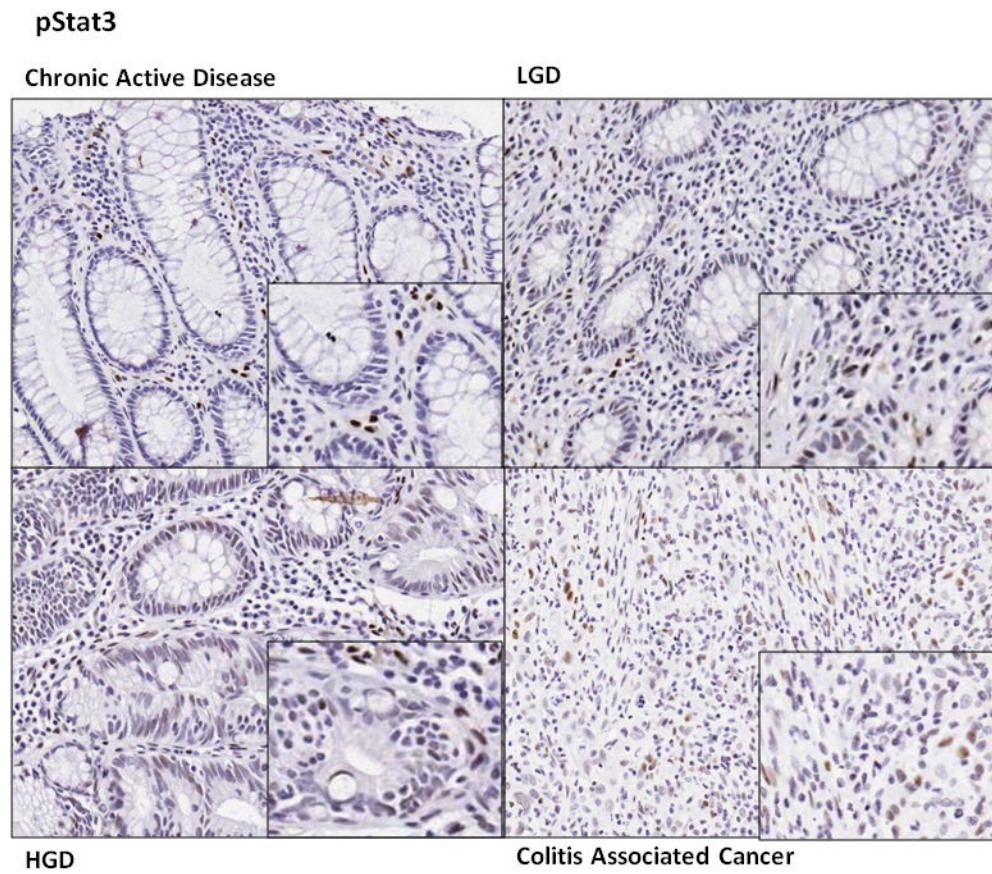 pStat3
Chronic Active Disease
LGD
HGD
Colitis Associated Cancer